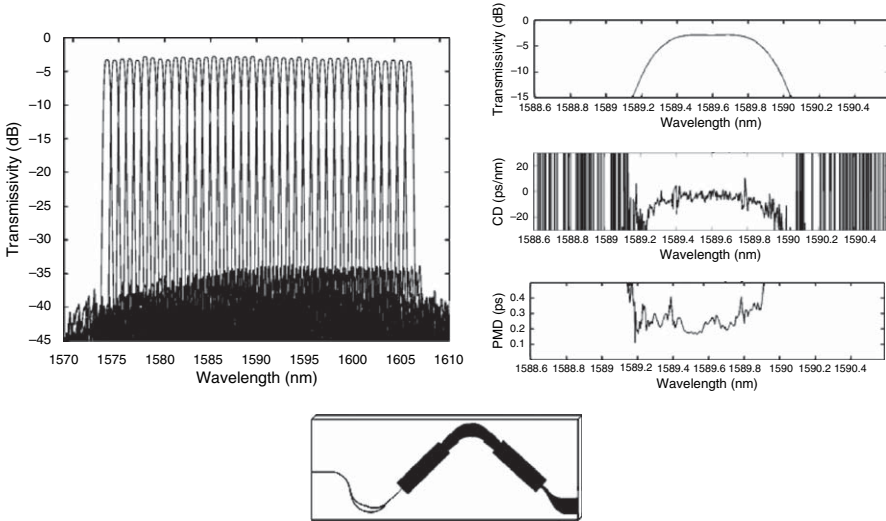 0
−5
−10
−15
−20
−25
−30
−35
−40
−45
Transmissivity (dB)
1570 1575 1580 1585 1590 1595 1600 1605 1610
Wavelength (nm)
0
−5
−10
−15
Transmissivity (dB)
1588.6 1588.8 1589 1589.2 1589.4 1589.6 1589.8 1590 1590.2 1590.4
Wavelength (nm)
20
0
−20
CD (ps/nm)
1588.6 1588.8 1589 1589.2 1589.4 1589.6 1589.8 1590 1590.2 1590.4
Wavelength (nm)
0.4
0.3
0.2
0.1
PMD (ps)
1588.6 1588.8 1589 1589.2 1589.4 1589.6 1589.8 1590 1590.2 1590.4
Wavelength (nm)